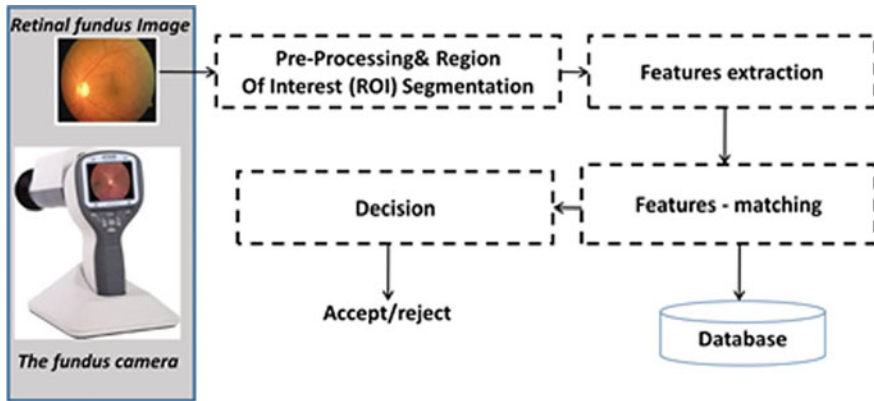 Retinal fundus Image
Pre-Processing& Region
Of Interest (ROI) Segmentation
Features extraction
Features - matching
Decision
Accept/reject
Database
The fundus camera